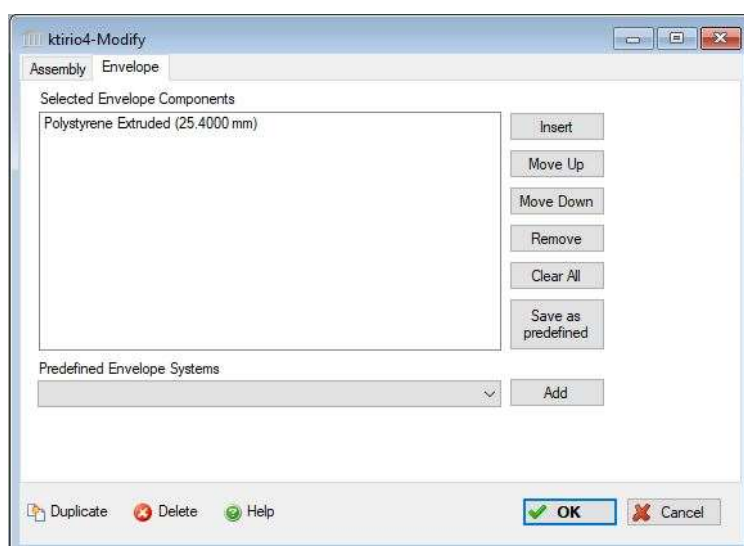 ktirio4-Modify
Assembly
Envelope
Selected Envelope Components
Polystyrene Extruded (25.4000 mm)
Insert
Move Up
Move Down
Remove
Clear All
Save as
predefined
Predefined Envelope Systems
Add
Duplicate
Delete
Help
OK
Cancel